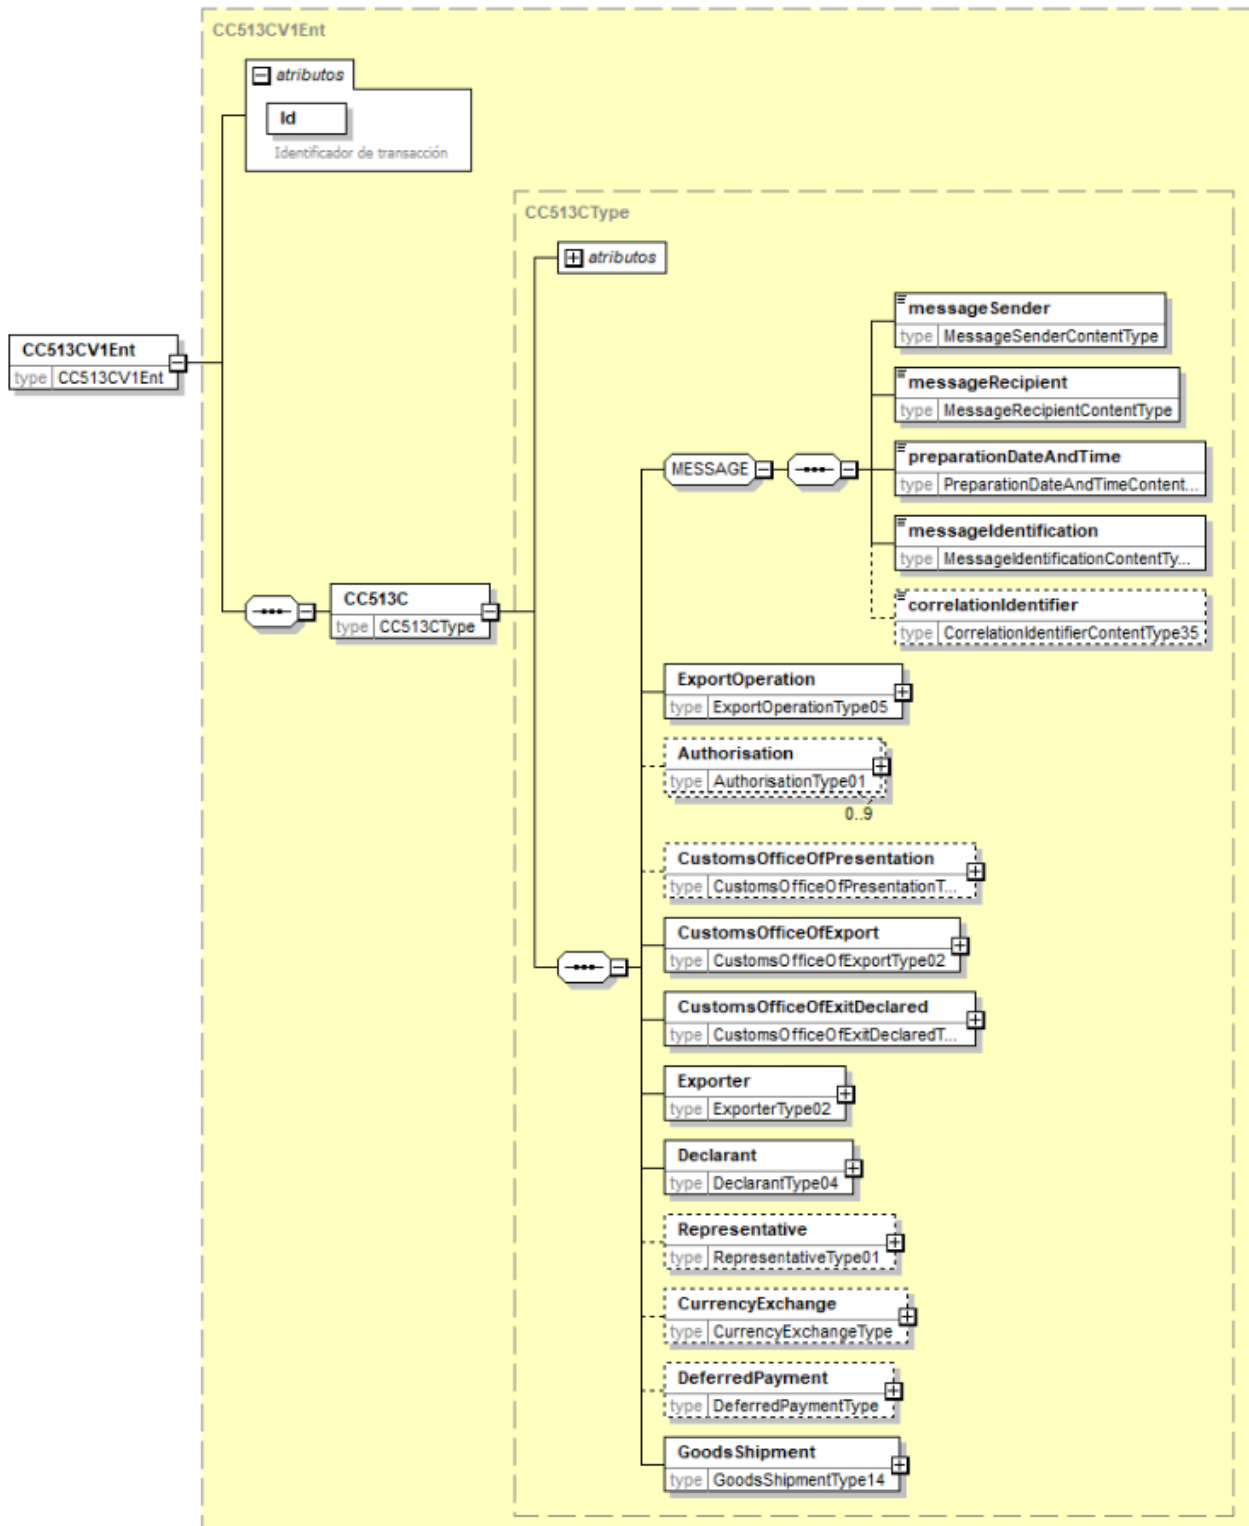 CC513CV1Ent
atributos
Id
Identificador de transacción
CC513CType
atributos
messageSender
type MessageSenderContentType
CC513CV1Ent
type CC513CV1Ent
messageRecipient
type MessageRecipientContentType
MESSAGE
preparationDateAndTime
type PreparationDateAndTimeContent...
messageIdentification
type MessageIdentificationContentTy...
CC513C
type CC513CType
correlationIdentifier
type CorrelationIdentifierContentType35
ExportOperation
type ExportOperationType05
Authorisation
type AuthorisationType01
0..9
CustomsOfficeOfPresentation
type CustomsOfficeOfPresentationT...
CustomsOfficeOfExport
type CustomsOfficeOfExportType02
CustomsOfficeOfExitDeclared
type CustomsOfficeOfExitDeclaredT...
Exporter
type ExporterType02
Declarant
type DeclarantType04
Representative
type RepresentativeType01
CurrencyExchange
type CurrencyExchangeType
DeferredPayment
type DeferredPaymentType
GoodsShipment
type GoodsShipmentType14